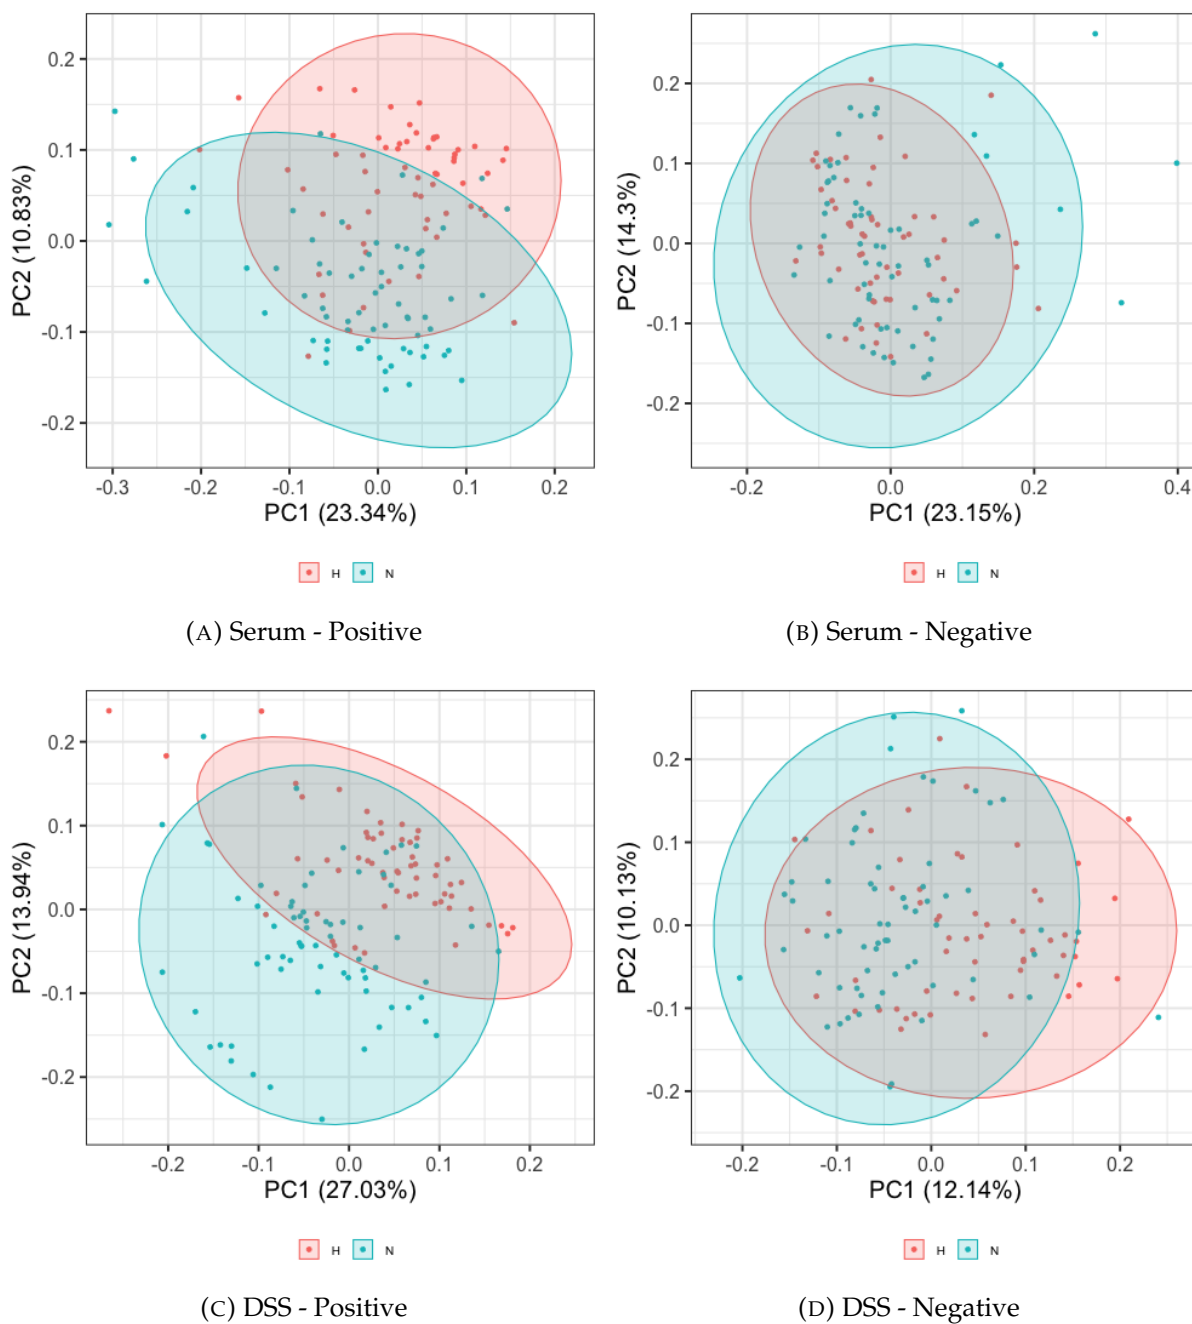 0.2
0.1
0.0
-0.1
-0.2
PC2 (10.83%)
-0.3 -0.2 -0.1 0.0 0.1 0.2
PC1 (23.34%)
H N
(A) Serum - Positive
0.2
0.1
0.0
-0.1
-0.2
PC2 (14.3%)
-0.2 0.0 0.2 0.4
PC1 (23.15%)
H N
(B) Serum - Negative
0.2
0.1
0.0
-0.1
-0.2
PC2 (13.94%)
-0.2 -0.1 0.0 0.1 0.2
PC1 (27.03%)
H N
(C) DSS - Positive
0.2
0.1
0.0
-0.1
-0.2
PC2 (10.13%)
-0.2 -0.1 0.0 0.1 0.2
PC1 (12.14%)
H N
(D) DSS - Negative